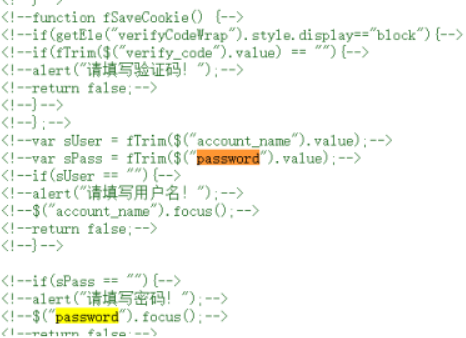 <!--function fSaveCookie() {-->
<!--if(getEle("verifyCodeWrap").style.display=="block"){-->
<!--if(fTrim($("verify_code").value) == ""){-->
<!--alert("请填写验证码! ");-->
<!--return false;-->
<!--}-->
<!--};-->
<!--var sUser = fTrim($("account_name").value);-->
<!--var sPass = fTrim($("password").value);-->
<!--if(sUser == ""){-->
<!--alert("请填写用户名! ");-->
<!--$("account_name").focus();-->
<!--return false;-->
<!--}-->
<!--if(sPass == ""){-->
<!--alert("请填写密码! ");-->
<!--$("password").focus();-->
<!--return false;-->